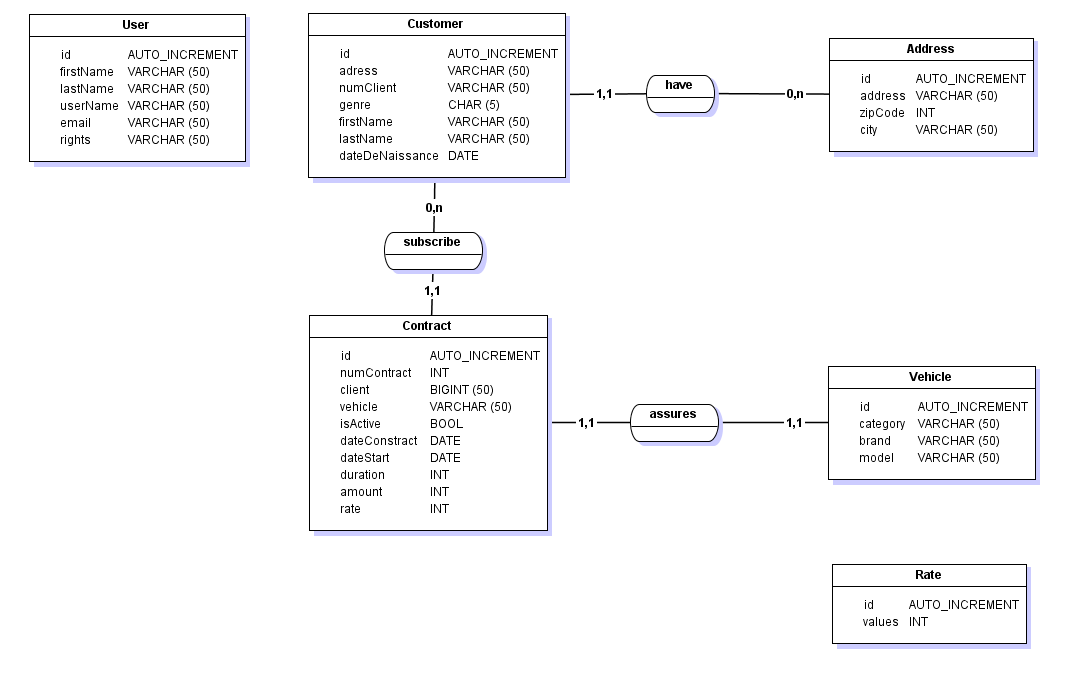 User
id AUTO_INCREMENT
firstName VARCHAR (50)
lastName VARCHAR (50)
userName VARCHAR (50)
email VARCHAR (50)
rights VARCHAR (50)
Customer
id AUTO_INCREMENT
adress VARCHAR (50)
numClient VARCHAR (50)
genre CHAR (5)
firstName VARCHAR (50)
lastName VARCHAR (50)
dateDeNaissance DATE
1,1
have
0,n
Address
id AUTO_INCREMENT
address VARCHAR (50)
zipCode INT
city VARCHAR (50)
0,n
subscribe
1,1
Contract
id AUTO_INCREMENT
numContract INT
client BIGINT (50)
vehicle VARCHAR (50)
isActive BOOL
dateConstract DATE
dateStart DATE
duration INT
amount INT
rate INT
1,1
assures
1,1
Vehicle
id AUTO_INCREMENT
category VARCHAR (50)
brand VARCHAR (50)
model VARCHAR (50)
Rate
id AUTO_INCREMENT
values INT